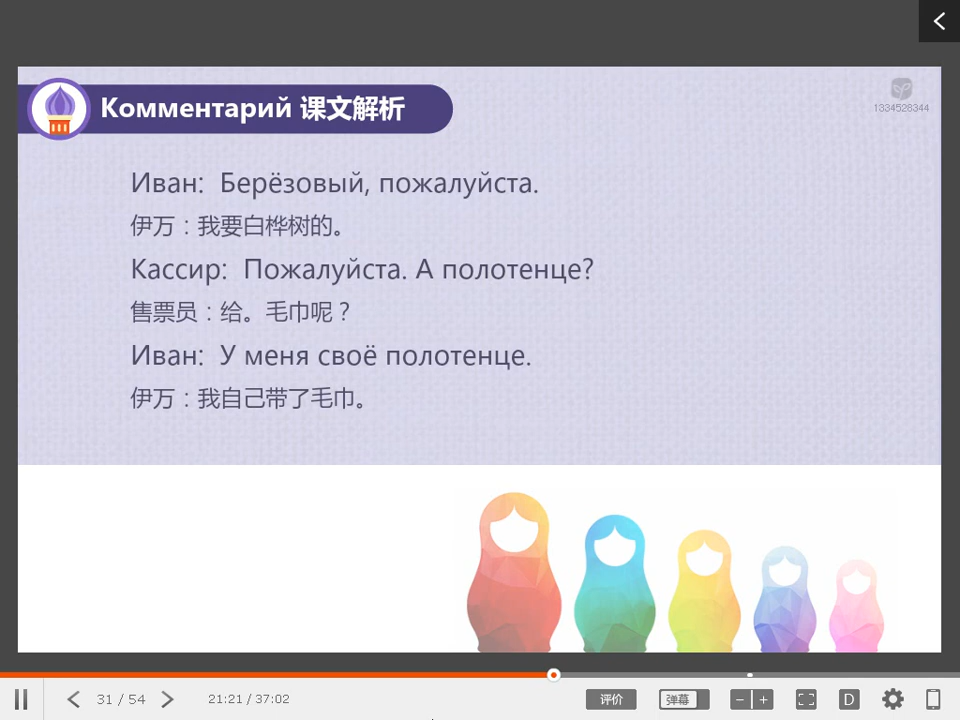 Комментарий 课文解析
1334528344
Иван: Берёзовый, пожалуйста.
伊万：我要白桦树的。
Кассир: Пожалуйста. А полотенце?
售票员：给。毛巾呢？
Иван: У меня своё полотенце.
伊万：我自己带了毛巾。
31 / 54 21:21 / 37:02 评价 弹幕 D